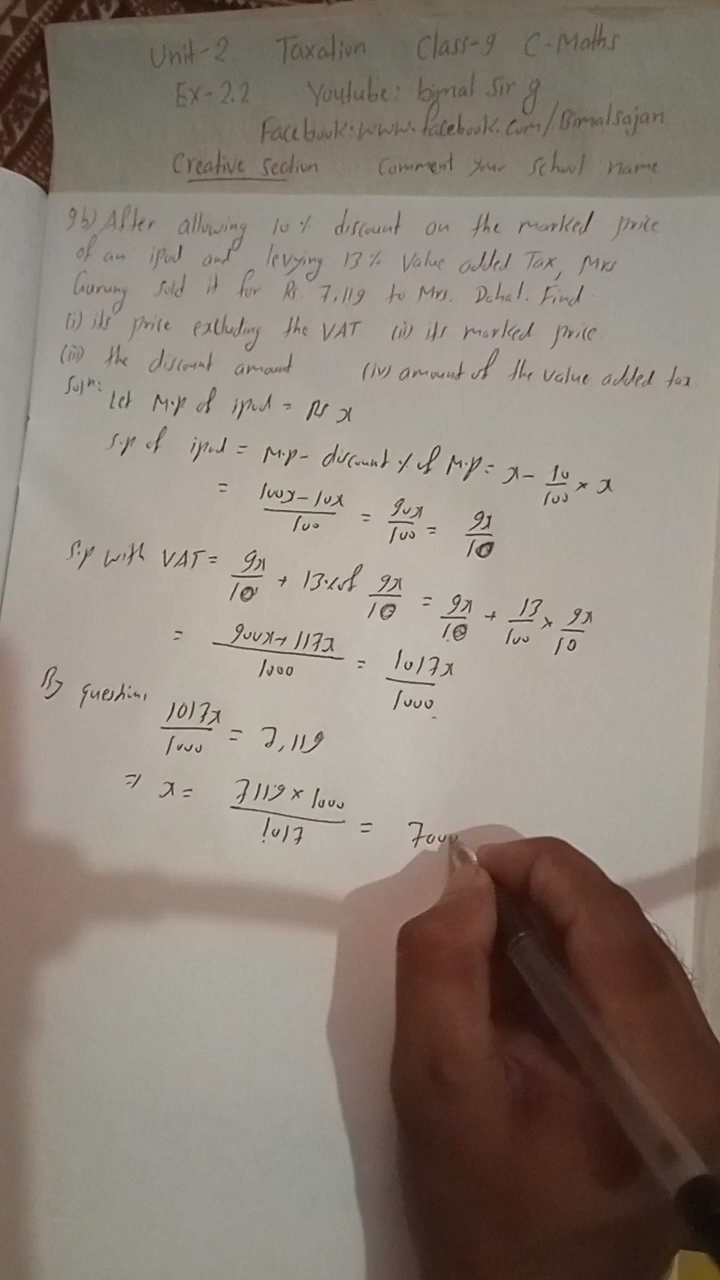 Unit-2 Taxation Class-9 C-Maths
Ex-2.2 Youtube: bimal sir g
Facebook: www.facebook.com/Bimalsajan
Creative section Comment your school name
9b) After allowing 10% discount on the marked price
of an ipod and levying 13% Value added Tax, Mrs
Gurung sold it for Rs. 7,119 to Mrs. Dahal. Find
(i) its price excluding the VAT (ii) its marked price.
(iii) the discount amount (iv) amount of the value added tax
Soln:
Let M.p of ipod = Rs x
S.p of ipod = M.p - discount % of M.p = x - 10/100 × x
= 100x-10x/100 = 90x/100 = 9x/10
S.p with VAT = 9x/10 + 13% of 9x/10 = 9x/10 + 13/100 × 9x/10
= 900x+117x/1000 = 1017x/1000
By question,
1017x/1000 = 7,119
⇒ x = 7119×1000/1017 = 7000